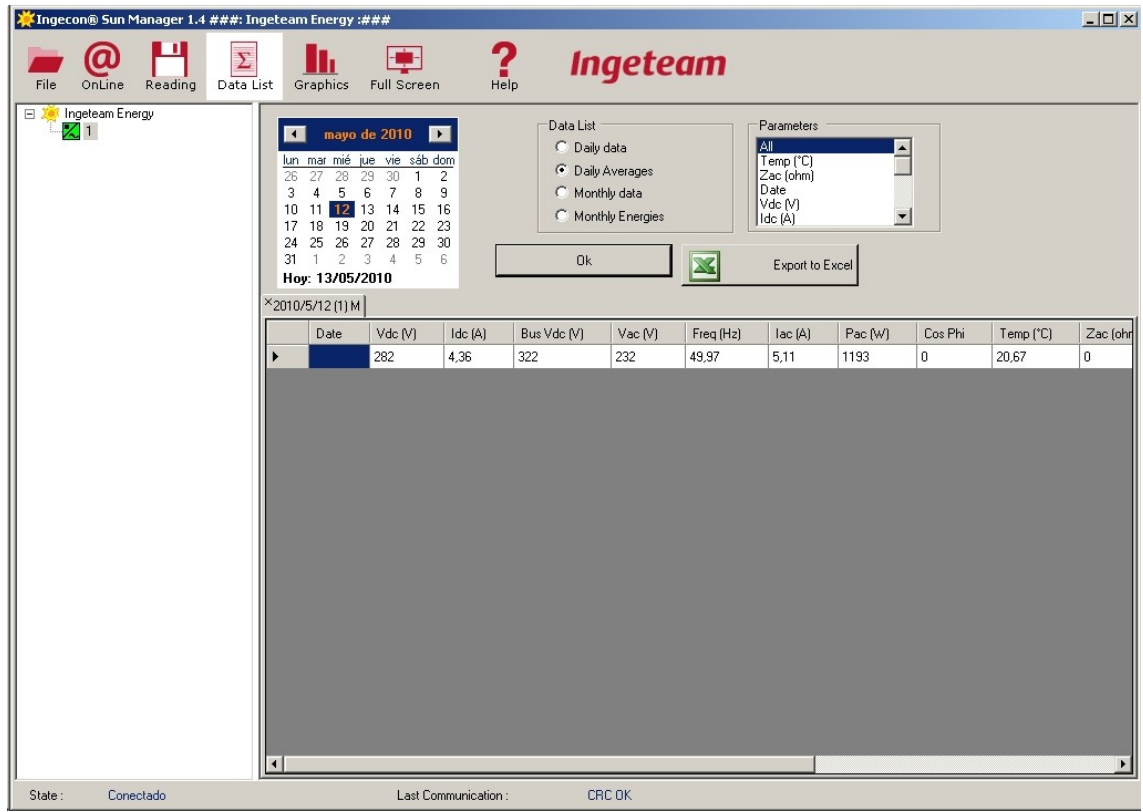 Ingecon® Sun Manager 1.4 ###: Ingeteam Energy :###
File OnLine Reading Data List Graphics Full Screen Help Ingeteam
Ingeteam Energy
1
mayo de 2010
lun mar mié jue vie sáb dom
26 27 28 29 30 1 2
3 4 5 6 7 8 9
10 11 12 13 14 15 16
17 18 19 20 21 22 23
24 25 26 27 28 29 30
31 1 2 3 4 5 6
Hoy: 13/05/2010
Data List
Daily data
Daily Averages
Monthly data
Monthly Energies
Parameters
All
Temp (°C)
Zac (ohm)
Date
Vdc (V)
Idc (A)
Ok
Export to Excel
2010/5/12 (1) M
Date Vdc (V) Idc (A) Bus Vdc (V) Vac (V) Freq (Hz) Iac (A) Pac (W) Cos Phi Temp (°C) Zac (ohr
282 4,36 322 232 49,97 5,11 1193 0 20,67 0
State : Conectado Last Communication : CRC OK